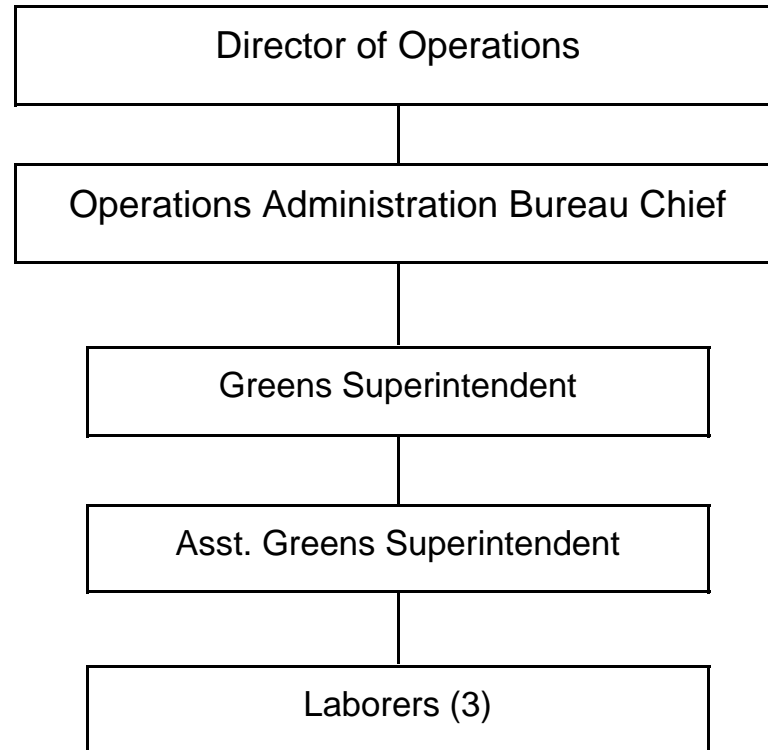 Director of Operations
Operations Administration Bureau Chief
Greens Superintendent
Asst. Greens Superintendent
Laborers (3)